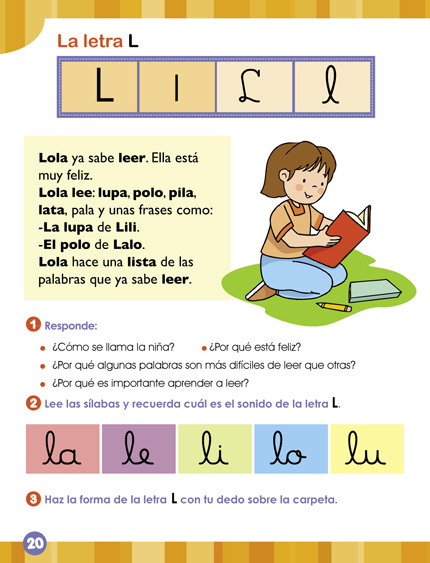 La letra L
L l L l
Lola ya sabe leer. Ella está
muy feliz.
Lola lee: lupa, polo, pila,
lata, pala y unas frases como:
-La lupa de Lili.
-El polo de Lalo.
Lola hace una lista de las
palabras que ya sabe leer.
1 Responde:
• ¿Cómo se llama la niña? • ¿Por qué está feliz?
• ¿Por qué algunas palabras son más difíciles de leer que otras?
• ¿Por qué es importante aprender a leer?
2 Lee las sílabas y recuerda cuál es el sonido de la letra L.
la le li lo lu
3 Haz la forma de la letra L con tu dedo sobre la carpeta.
20